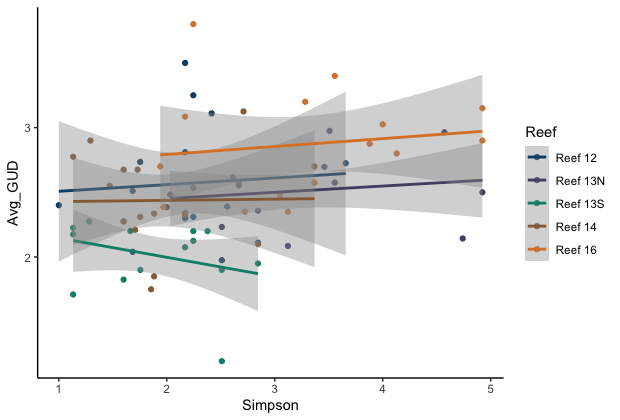 Avg_GUD
3
2
1
2
3
4
5
Simpson
Reef
Reef 12
Reef 13N
Reef 13S
Reef 14
Reef 16